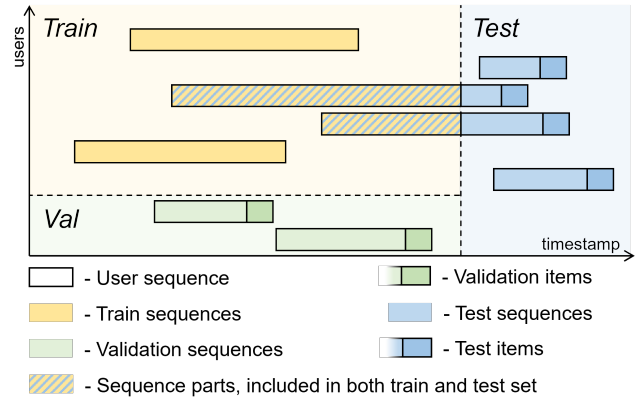 users
Train
Test
Val
timestamp
- User sequence
- Validation items
- Train sequences
- Test sequences
- Validation sequences
- Test items
- Sequence parts, included in both train and test set